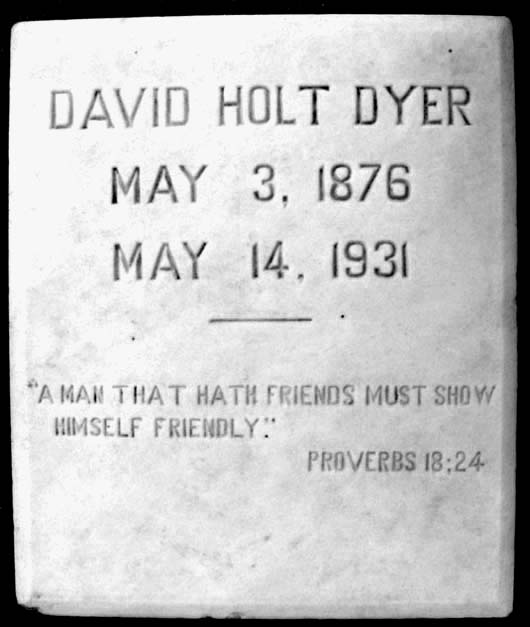 DAVID HOLT DYER
MAY 3, 1876
MAY 14, 1931
"A MAN THAT HATH FRIENDS MUST SHOW
HIMSELF FRIENDLY."
PROVERBS 18:24